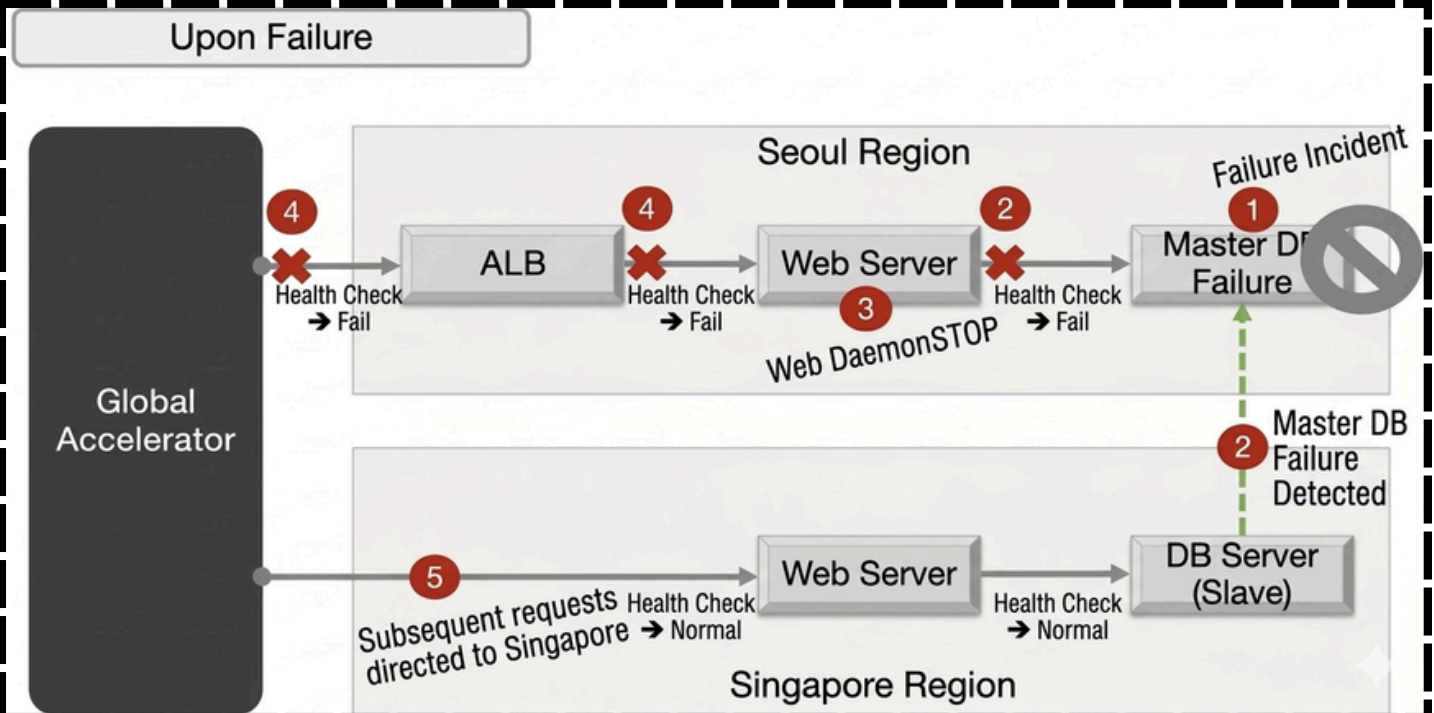 Upon Failure
Seoul Region
Failure Incident
4
4
2
1
ALB
Web Server
Master DB
Failure
Health Check
➔ Fail
Health Check
➔ Fail
3
Health Check
➔ Fail
Web DaemonSTOP
Global
Accelerator
2
Master DB
Failure
Detected
5
Web Server
DB Server
(Slave)
Subsequent requests
directed to Singapore
Health Check
➔ Normal
Health Check
➔ Normal
Singapore Region